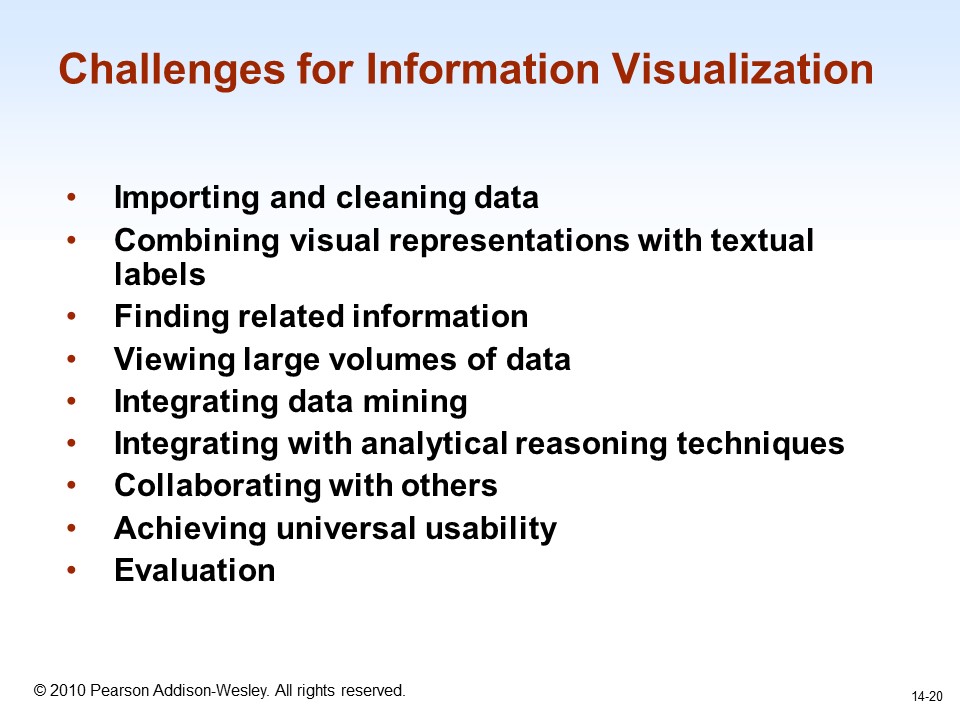 Challenges for Information Visualization
• Importing and cleaning data
• Combining visual representations with textual
labels
• Finding related information
• Viewing large volumes of data
• Integrating data mining
• Integrating with analytical reasoning techniques
• Collaborating with others
• Achieving universal usability
• Evaluation
© 2010 Pearson Addison-Wesley. All rights reserved.
14-20